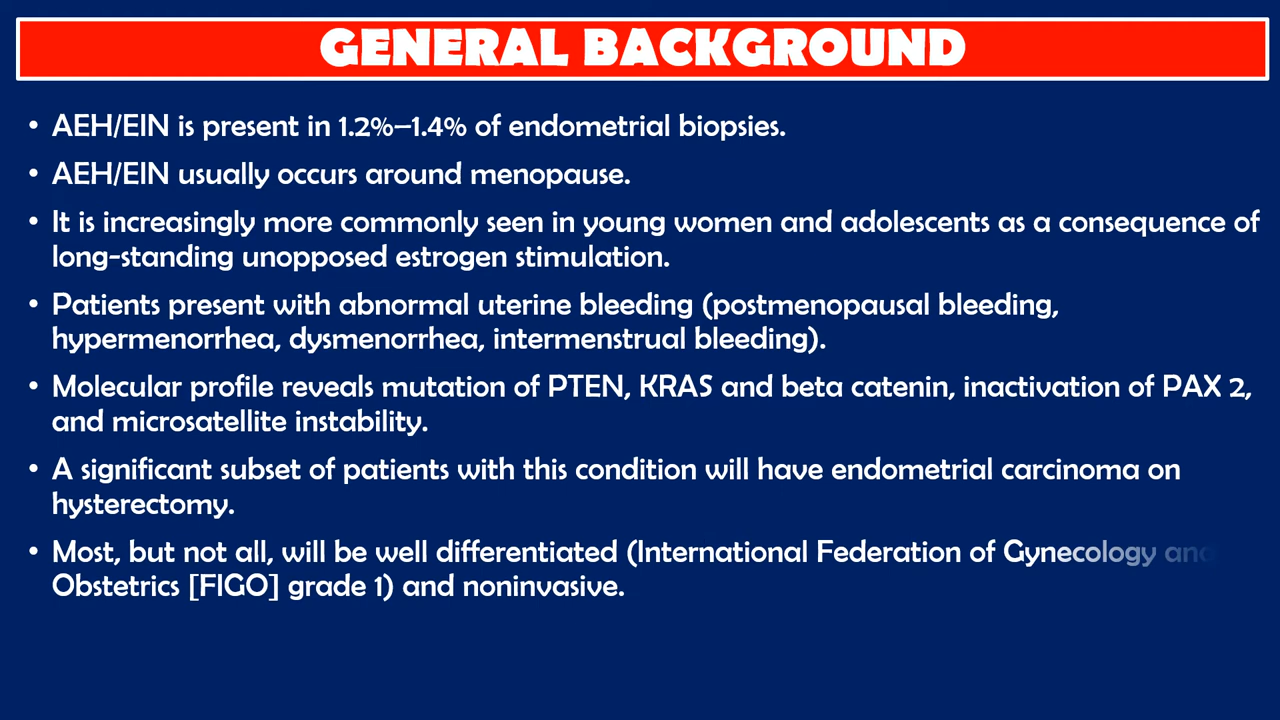 GENERAL BACKGROUND
• AEH/EIN is present in 1.2%–1.4% of endometrial biopsies.
• AEH/EIN usually occurs around menopause.
• It is increasingly more commonly seen in young women and adolescents as a consequence of
long-standing unopposed estrogen stimulation.
• Patients present with abnormal uterine bleeding (postmenopausal bleeding,
hypermenorrhea, dysmenorrhea, intermenstrual bleeding).
• Molecular profile reveals mutation of PTEN, KRAS and beta catenin, inactivation of PAX 2,
and microsatellite instability.
• A significant subset of patients with this condition will have endometrial carcinoma on
hysterectomy.
• Most, but not all, will be well differentiated (International Federation of Gynecology and
Obstetrics [FIGO] grade 1) and noninvasive.